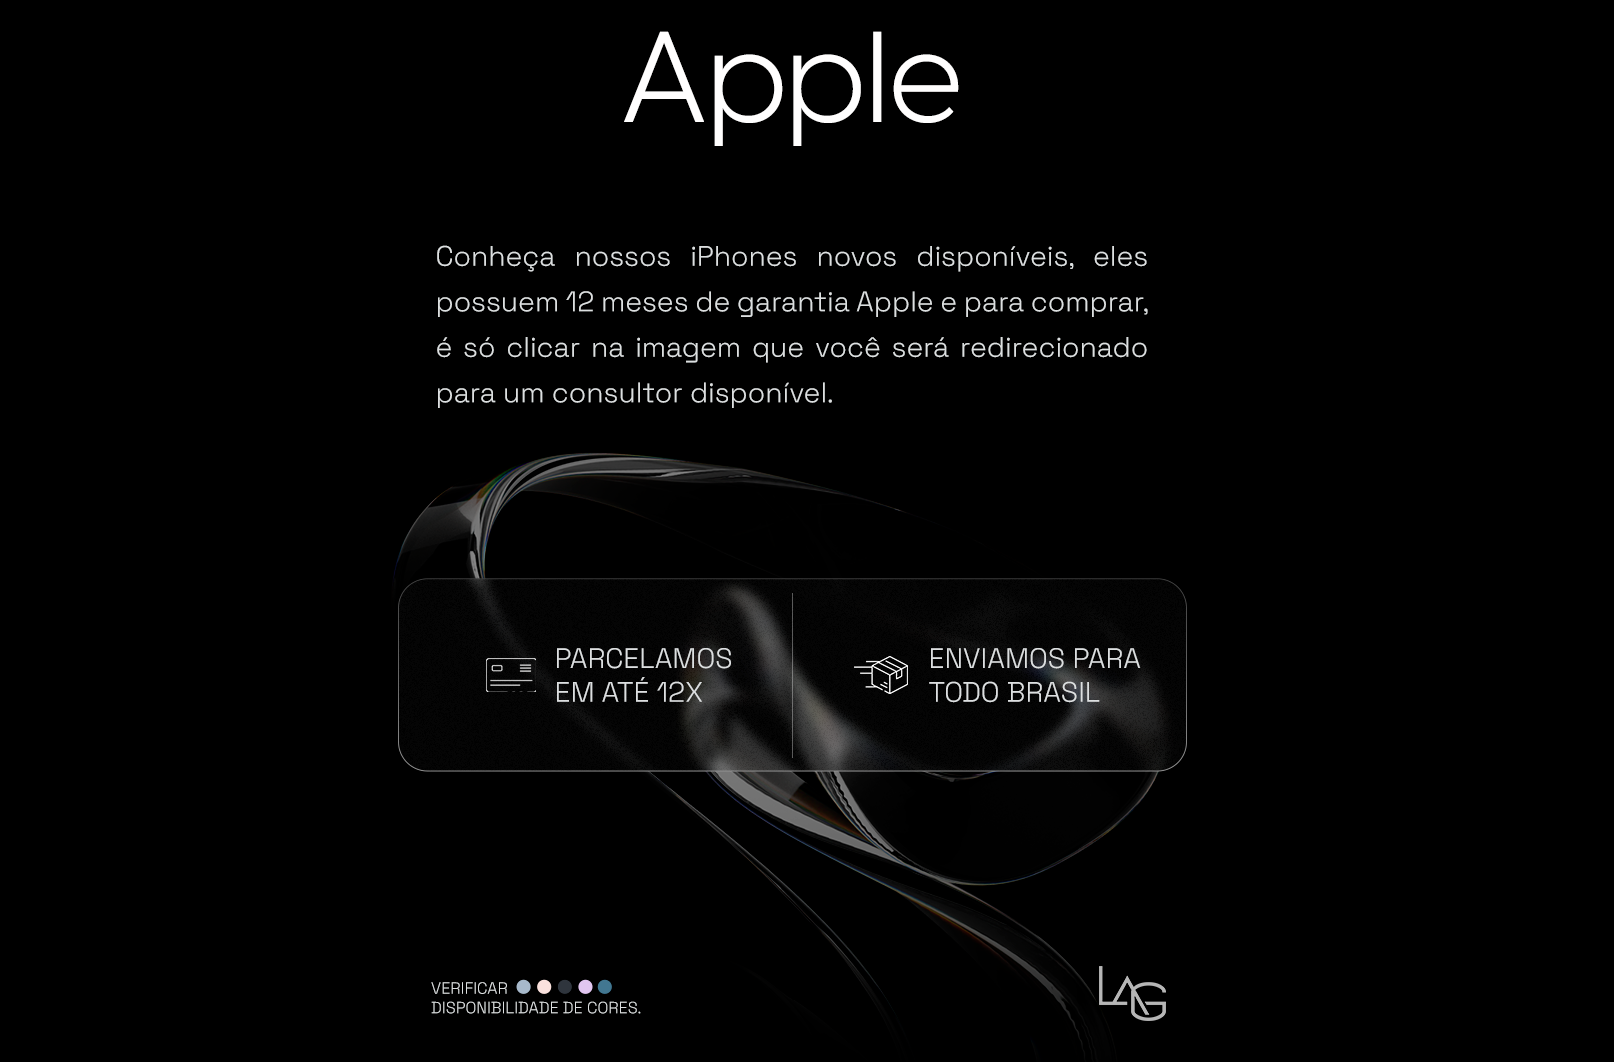 Apple
Conheça nossos iPhones novos disponíveis, eles
possuem 12 meses de garantia Apple e para comprar,
é só clicar na imagem que você será redirecionado
para um consultor disponível.
PARCELAMOS
EM ATÉ 12X
ENVIAMOS PARA
TODO BRASIL
VERIFICAR
DISPONIBILIDADE DE CORES.
LAG